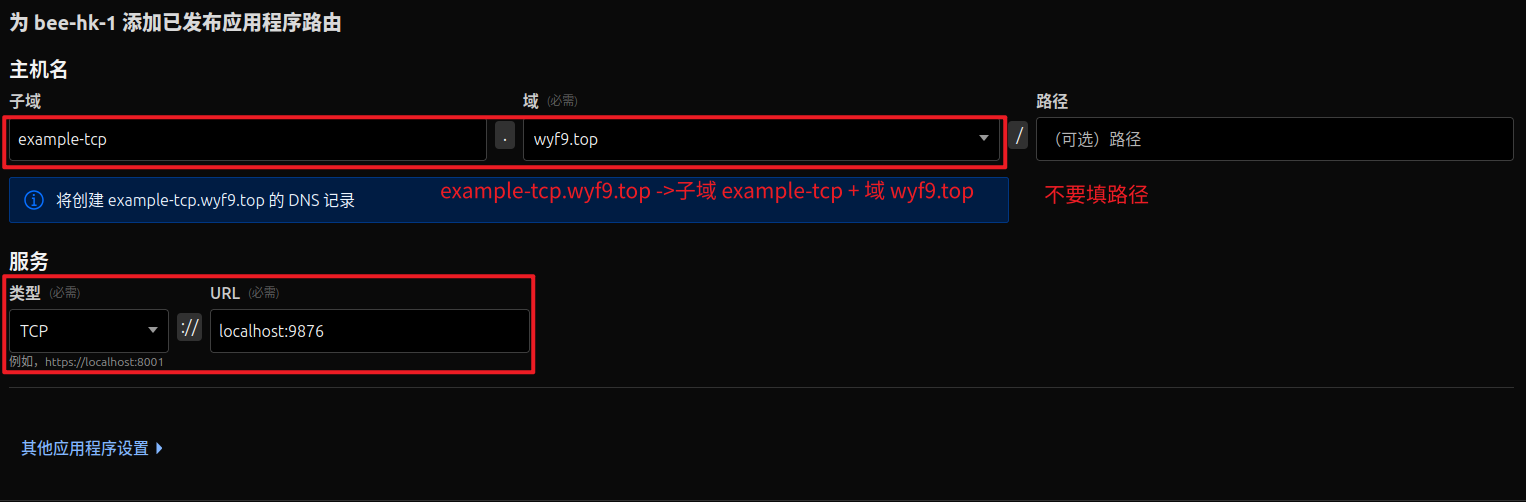 为 bee-hk-1 添加已发布应用程序路由
主机名
子域 域 (必需) 路径
example-tcp . wyf9.top / （可选）路径
将创建 example-tcp.wyf9.top 的 DNS 记录
example-tcp.wyf9.top ->子域 example-tcp + 域 wyf9.top
不要填路径
服务
类型 (必需) URL (必需)
TCP :// localhost:9876
例如，https://localhost:8001
其他应用程序设置